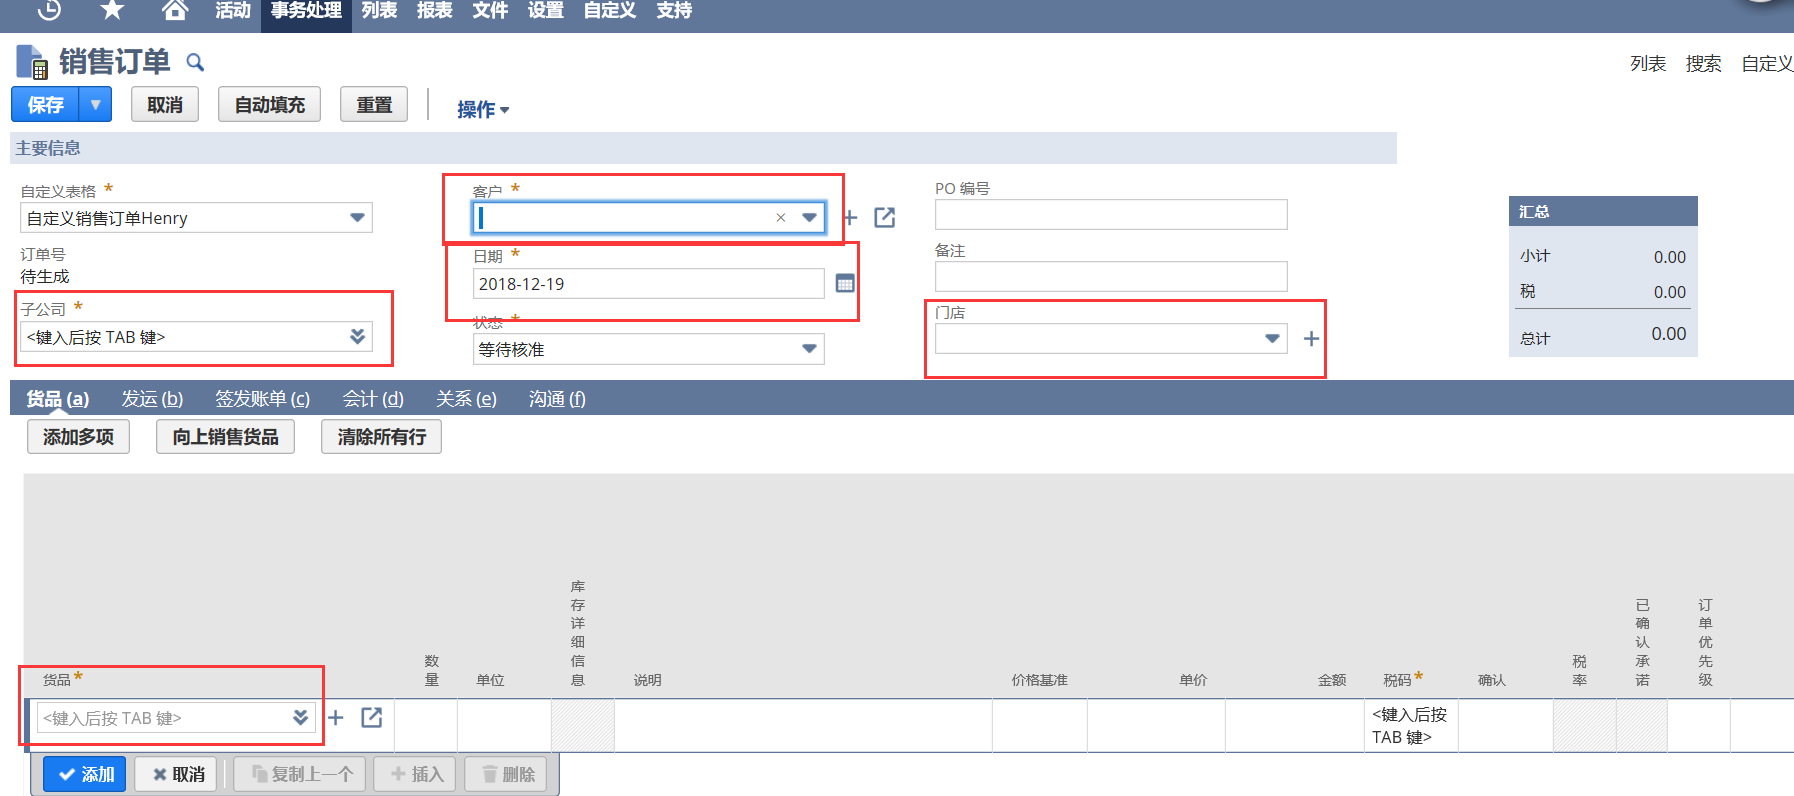 活动 事务处理 列表 报表 文件 设置 自定义 支持
销售订单
列表 搜索 自定义
保存 取消 自动填充 重置 操作
主要信息
自定义表格 *
自定义销售订单Henry
订单号
待生成
子公司 *
<键入后按 TAB 键>
客户 *
日期 *
2018-12-19
状态 *
等待核准
PO 编号
备注
门店
汇总
小计 0.00
税 0.00
总计 0.00
货品 (a) 发运 (b) 签发账单 (c) 会计 (d) 关系 (e) 沟通 (f)
添加多项 向上销售货品 清除所有行
货品* 数量 单位 库存详细信息 说明 价格基准 单价 金额 税码* 确认 税率 已确认承诺 订单优先级
<键入后按 TAB 键>
<键入后按
TAB 键>
添加 取消 复制上一个 插入 删除